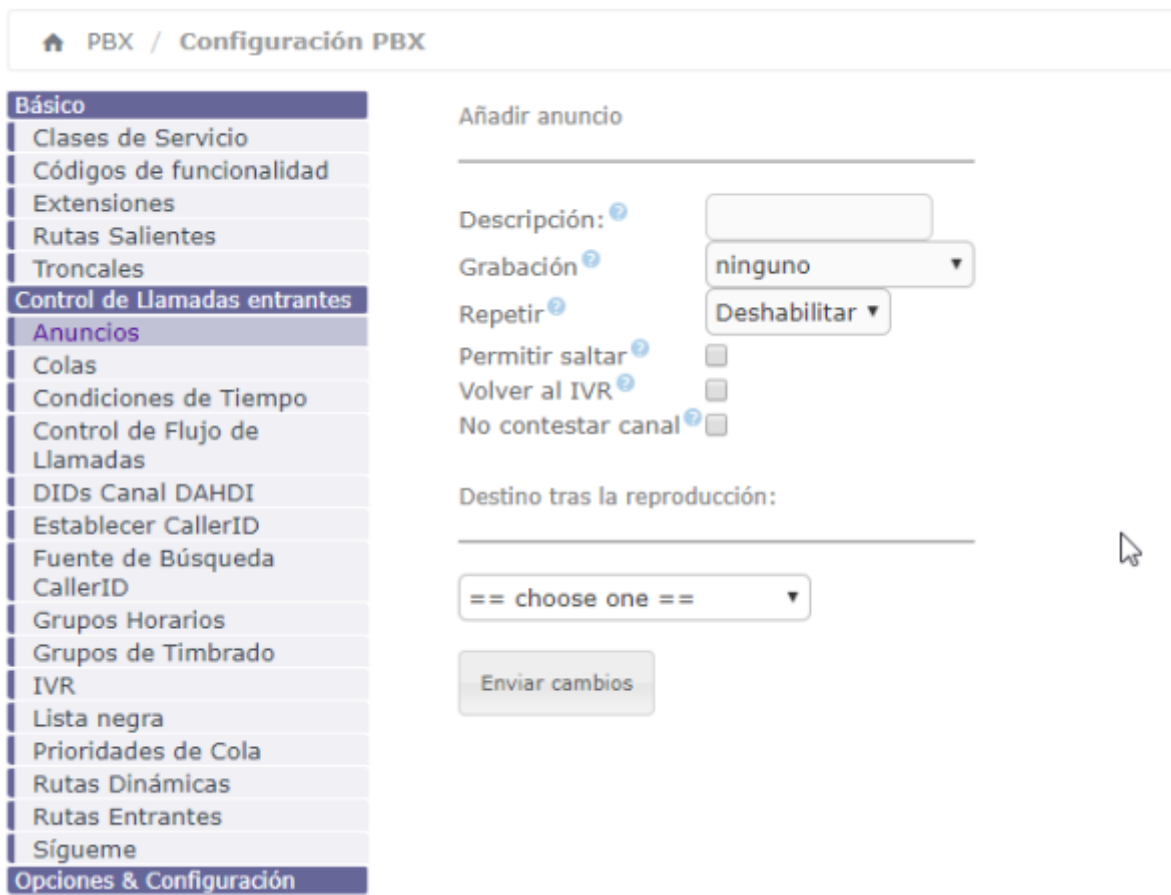 PBX / Configuración PBX
Básico
Clases de Servicio
Códigos de funcionalidad
Extensiones
Rutas Salientes
Troncales
Control de Llamadas entrantes
Anuncios
Colas
Condiciones de Tiempo
Control de Flujo de
Llamadas
DIDs Canal DAHDI
Establecer CallerID
Fuente de Búsqueda
CallerID
Grupos Horarios
Grupos de Timbrado
IVR
Lista negra
Prioridades de Cola
Rutas Dinámicas
Rutas Entrantes
Sígueme
Opciones & Configuración
Añadir anuncio
Descripción: ?
Grabación ? ninguno
Repetir ? Deshabilitar
Permitir saltar ?
Volver al IVR ?
No contestar canal ?
Destino tras la reproducción:
== choose one ==
Enviar cambios